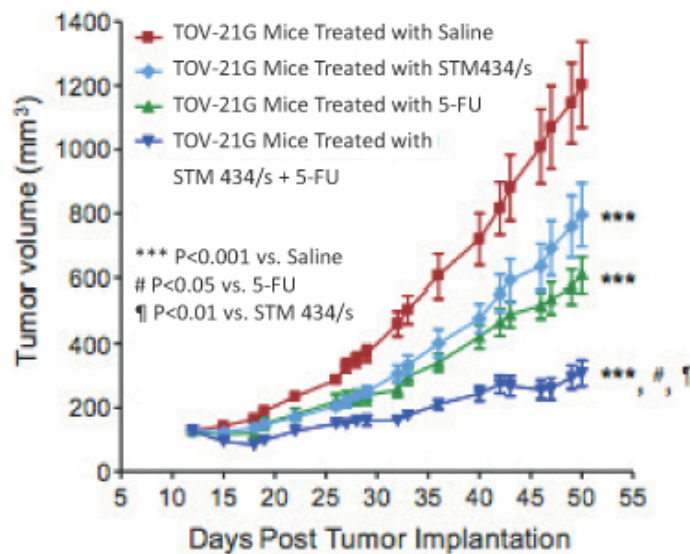 1400
1200
1000
800
600
400
200
0
Tumor volume (mm³)
TOV-21G Mice Treated with Saline
TOV-21G Mice Treated with STM434/s
TOV-21G Mice Treated with 5-FU
TOV-21G Mice Treated with
STM 434/s + 5-FU
*** P<0.001 vs. Saline
# P<0.05 vs. 5-FU
¶ P<0.01 vs. STM 434/s
***
***
***, #, ¶
5 10 15 20 25 30 35 40 45 50 55
Days Post Tumor Implantation